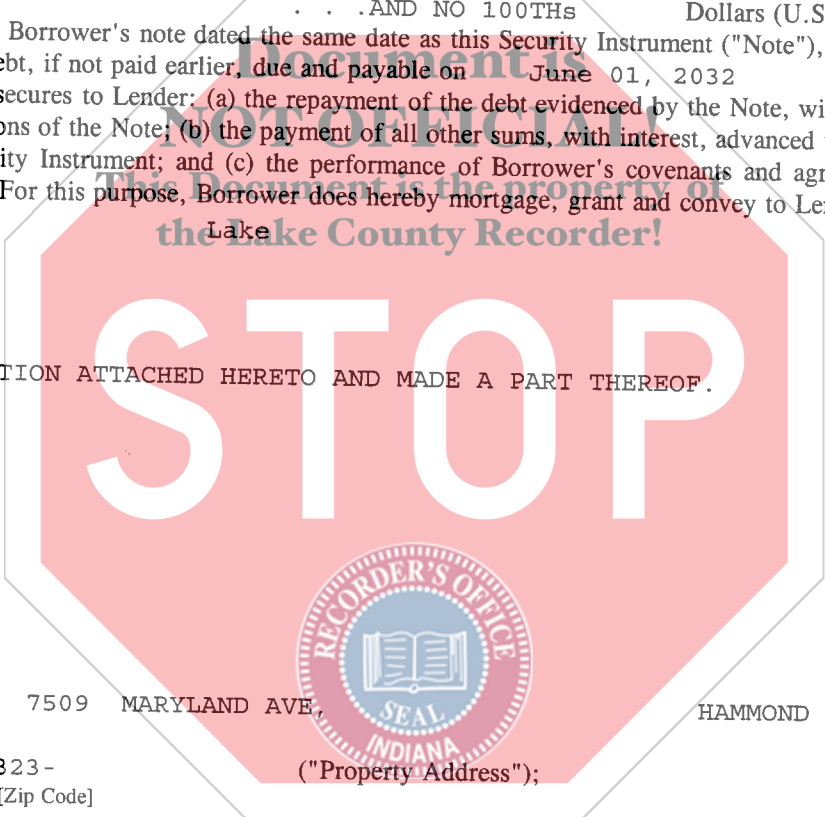 . . .AND NO 100THs Dollars (U.S
Borrower's note dated the same date as this Security Instrument ("Note"),
ebt, if not paid earlier, due and payable on June 01, 2032
secures to Lender: (a) the repayment of the debt evidenced by the Note, wi
ons of the Note; (b) the payment of all other sums, with interest, advanced
ity Instrument; and (c) the performance of Borrower's covenants and agr
For this purpose, Borrower does hereby mortgage, grant and convey to Le
Lake
Document is
NOT OFFICIAL!
This Document is the property of
the Lake County Recorder!
STOP
TION ATTACHED HERETO AND MADE A PART THEREOF.
RECORDER'S OFFICE
SEAL
INDIANA
7509 MARYLAND AVE, HAMMOND
323- ("Property Address");
[Zip Code]